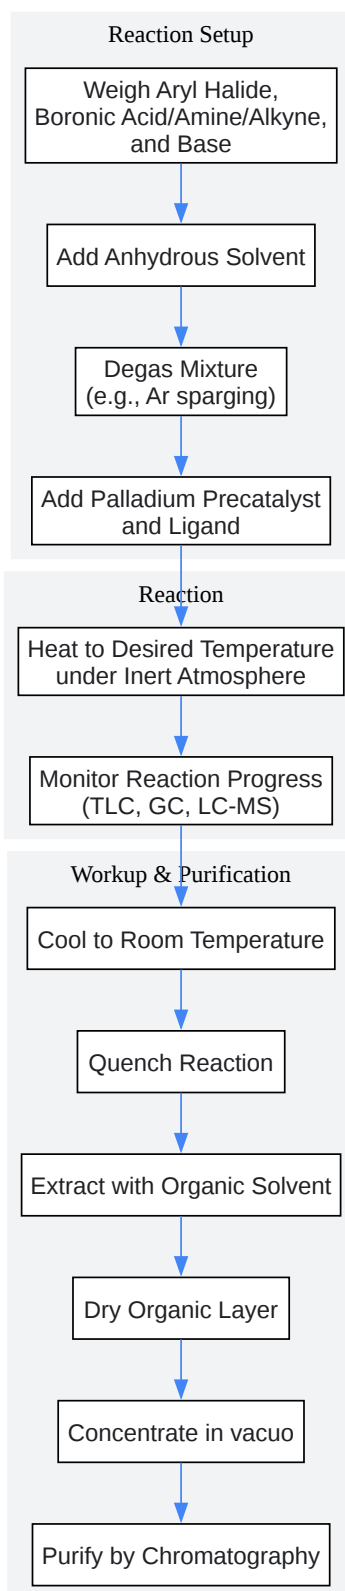 Reaction Setup
Weigh Aryl Halide,
Boronic Acid/Amine/Alkyne,
and Base
Add Anhydrous Solvent
Degas Mixture
(e.g., Ar sparging)
Add Palladium Precatalyst
and Ligand
Reaction
Heat to Desired Temperature
under Inert Atmosphere
Monitor Reaction Progress
(TLC, GC, LC-MS)
Workup & Purification
Cool to Room Temperature
Quench Reaction
Extract with Organic Solvent
Dry Organic Layer
Concentrate in vacuo
Purify by Chromatography